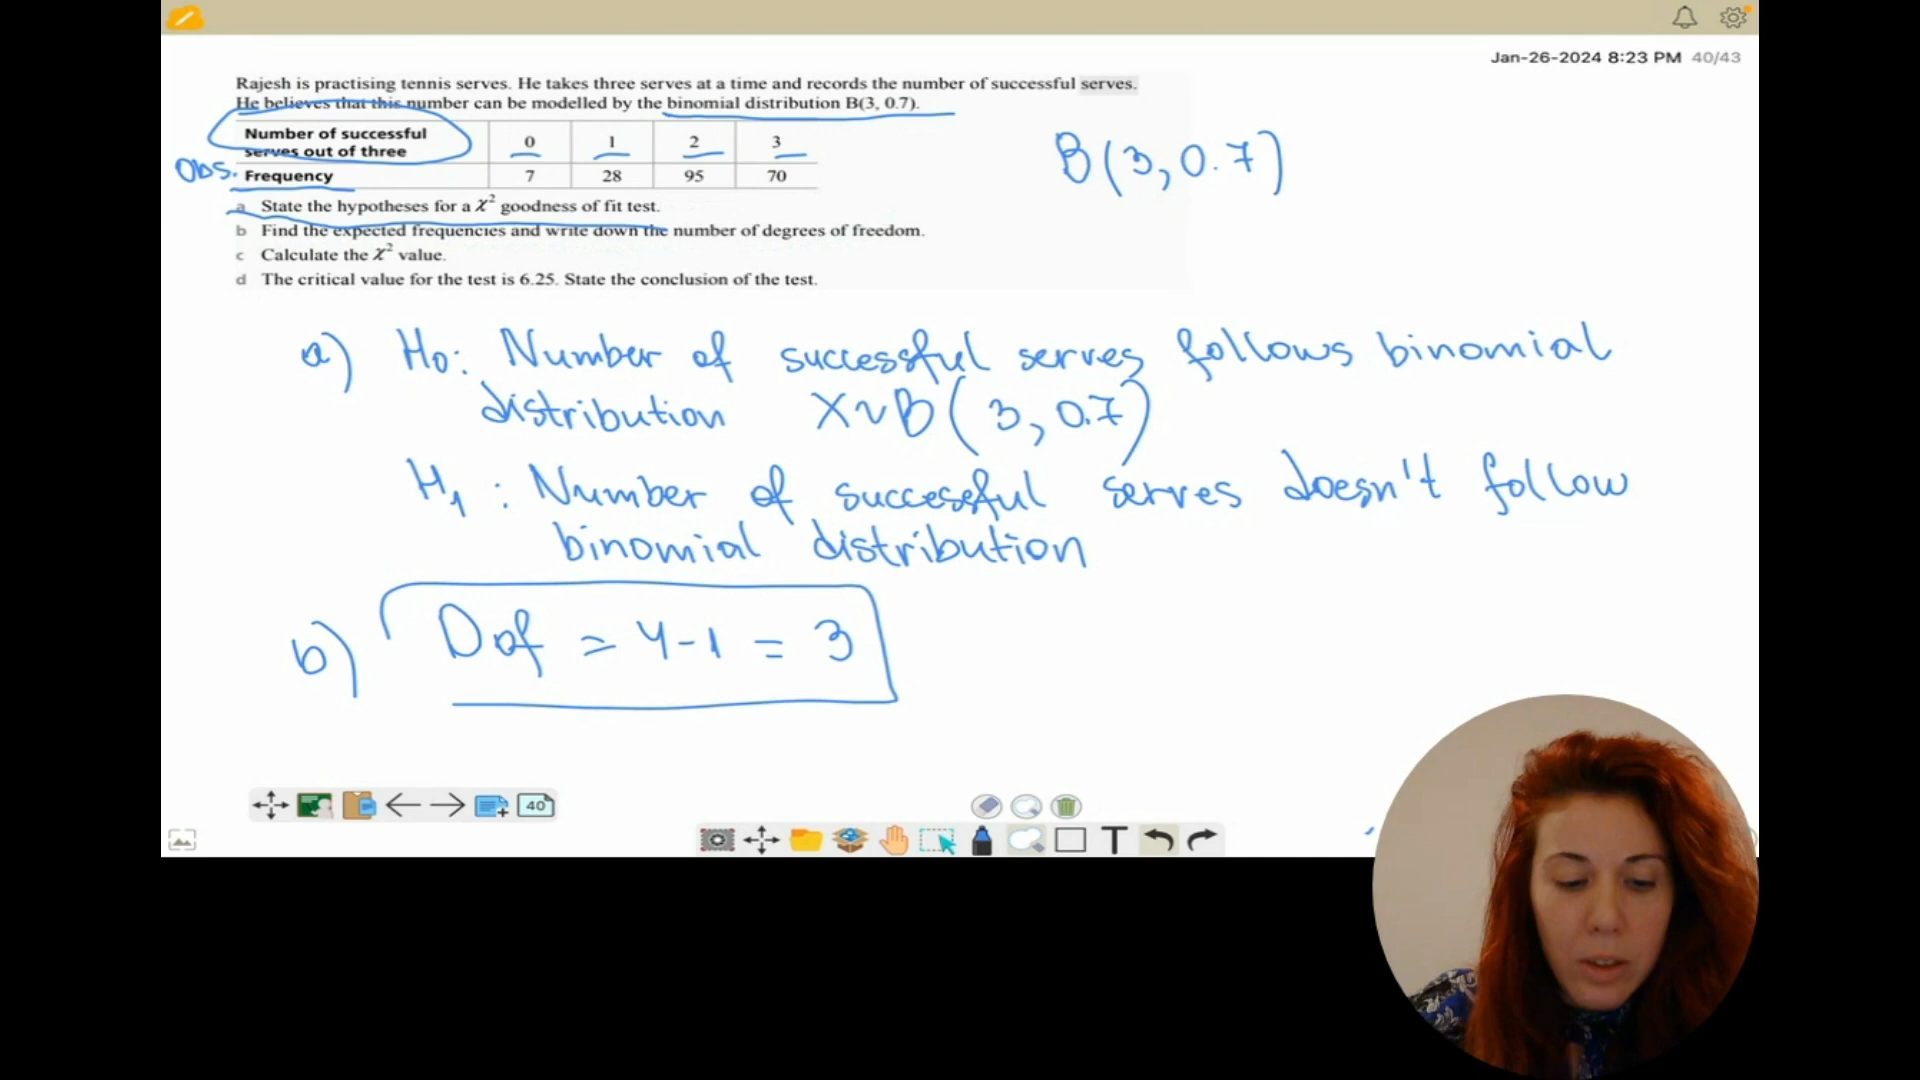 Jan-26-2024 8:23 PM 40/43
Rajesh is practising tennis serves. He takes three serves at a time and records the number of successful serves.
He believes that this number can be modelled by the binomial distribution B(3, 0.7).
Number of successful serves out of three 0 1 2 3
Obs. Frequency 7 28 95 70
a State the hypotheses for a χ² goodness of fit test.
b Find the expected frequencies and write down the number of degrees of freedom.
c Calculate the χ² value.
d The critical value for the test is 6.25. State the conclusion of the test.
B(3, 0.7)
a) H0: Number of successful serves follows binomial
distribution X~B(3, 0.7)
H1: Number of successful serves doesn't follow
binomial distribution
b) Dof = 4-1 = 3
40
T